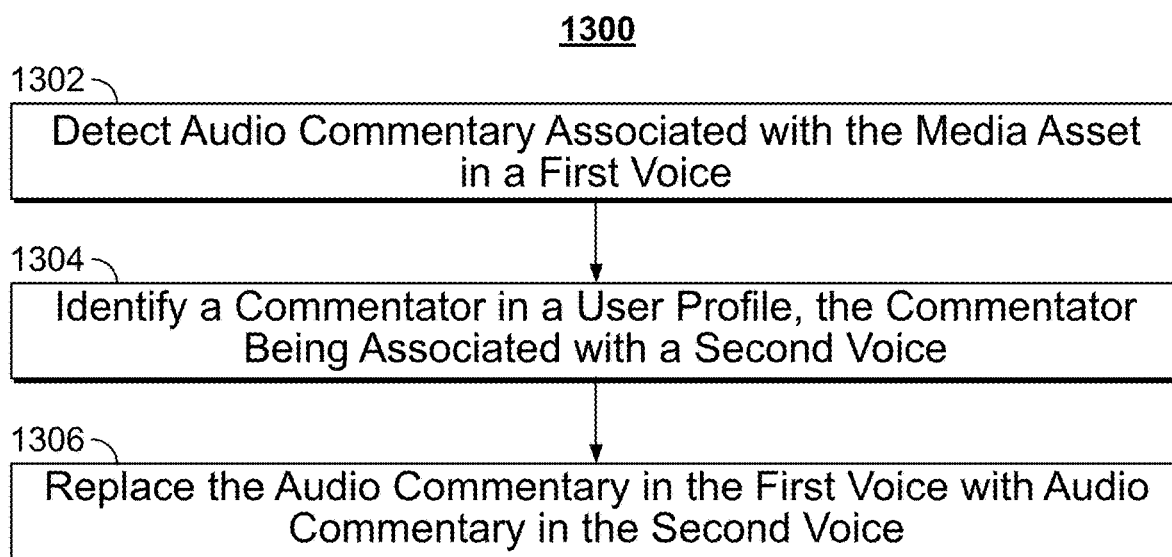 1300
1302
Detect Audio Commentary Associated with the Media Asset
in a First Voice
1304
Identify a Commentator in a User Profile, the Commentator
Being Associated with a Second Voice
1306
Replace the Audio Commentary in the First Voice with Audio
Commentary in the Second Voice